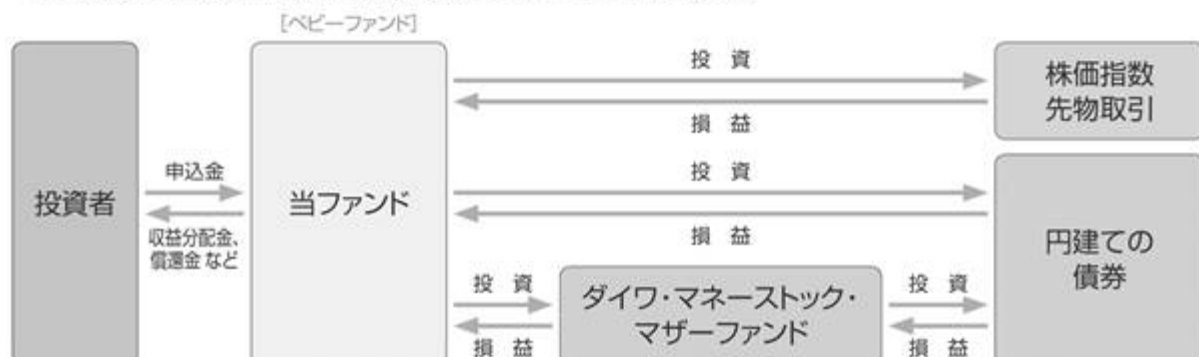 [ベビーファンド]
投資者
申込金
収益分配金、
償還金 など
当ファンド
投 資
損 益
株価指数
先物取引
投 資
損 益
円建ての
債券
投 資
損 益
ダイワ・マネーストック・
マザーファンド
投 資
損 益